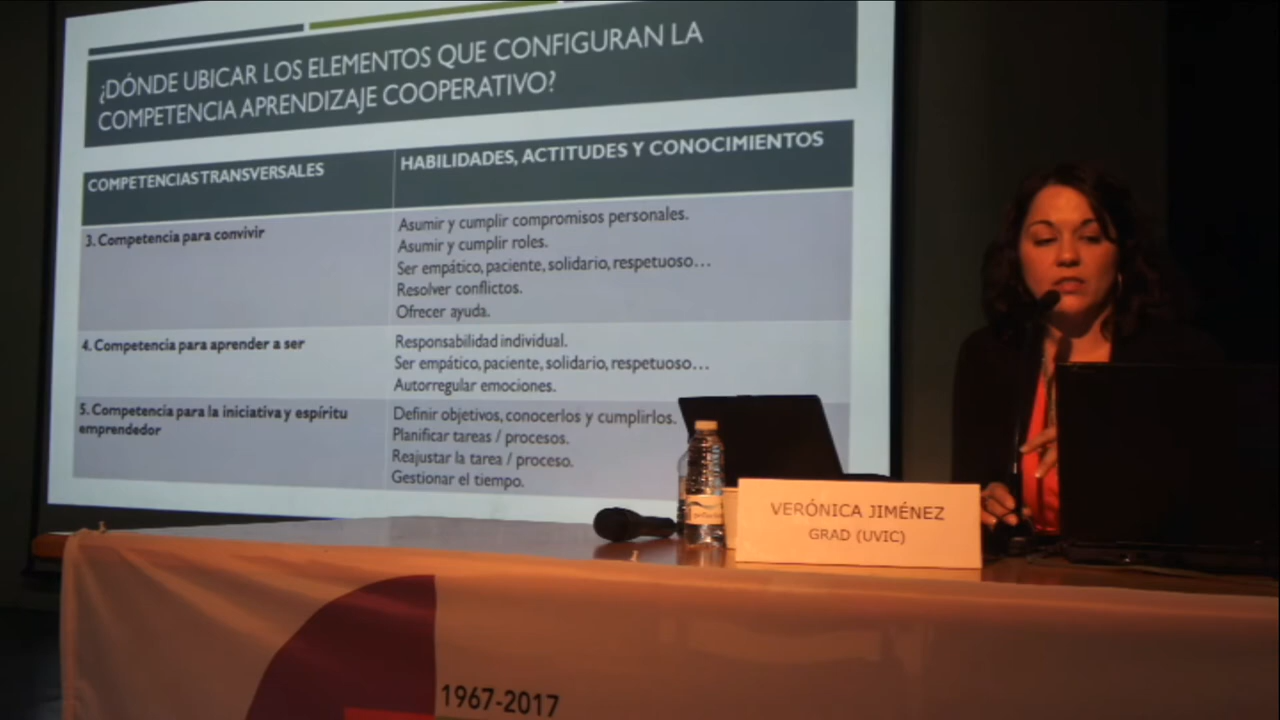 ¿DÓNDE UBICAR LOS ELEMENTOS QUE CONFIGURAN LA
COMPETENCIA APRENDIZAJE COOPERATIVO?
COMPETENCIAS TRANSVERSALES
HABILIDADES, ACTITUDES Y CONOCIMIENTOS
3. Competencia para convivir
Asumir y cumplir compromisos personales.
Asumir y cumplir roles.
Ser empático, paciente, solidario, respetuoso…
Resolver conflictos.
Ofrecer ayuda.
4. Competencia para aprender a ser
Responsabilidad individual.
Ser empático, paciente, solidario, respetuoso…
Autorregular emociones.
5. Competencia para la iniciativa y espíritu
emprendedor
Definir objetivos, conocerlos y cumplirlos.
Planificar tareas / procesos.
Reajustar la tarea / proceso.
Gestionar el tiempo.
VERÓNICA JIMÉNEZ
GRAD (UVIC)
1967-2017